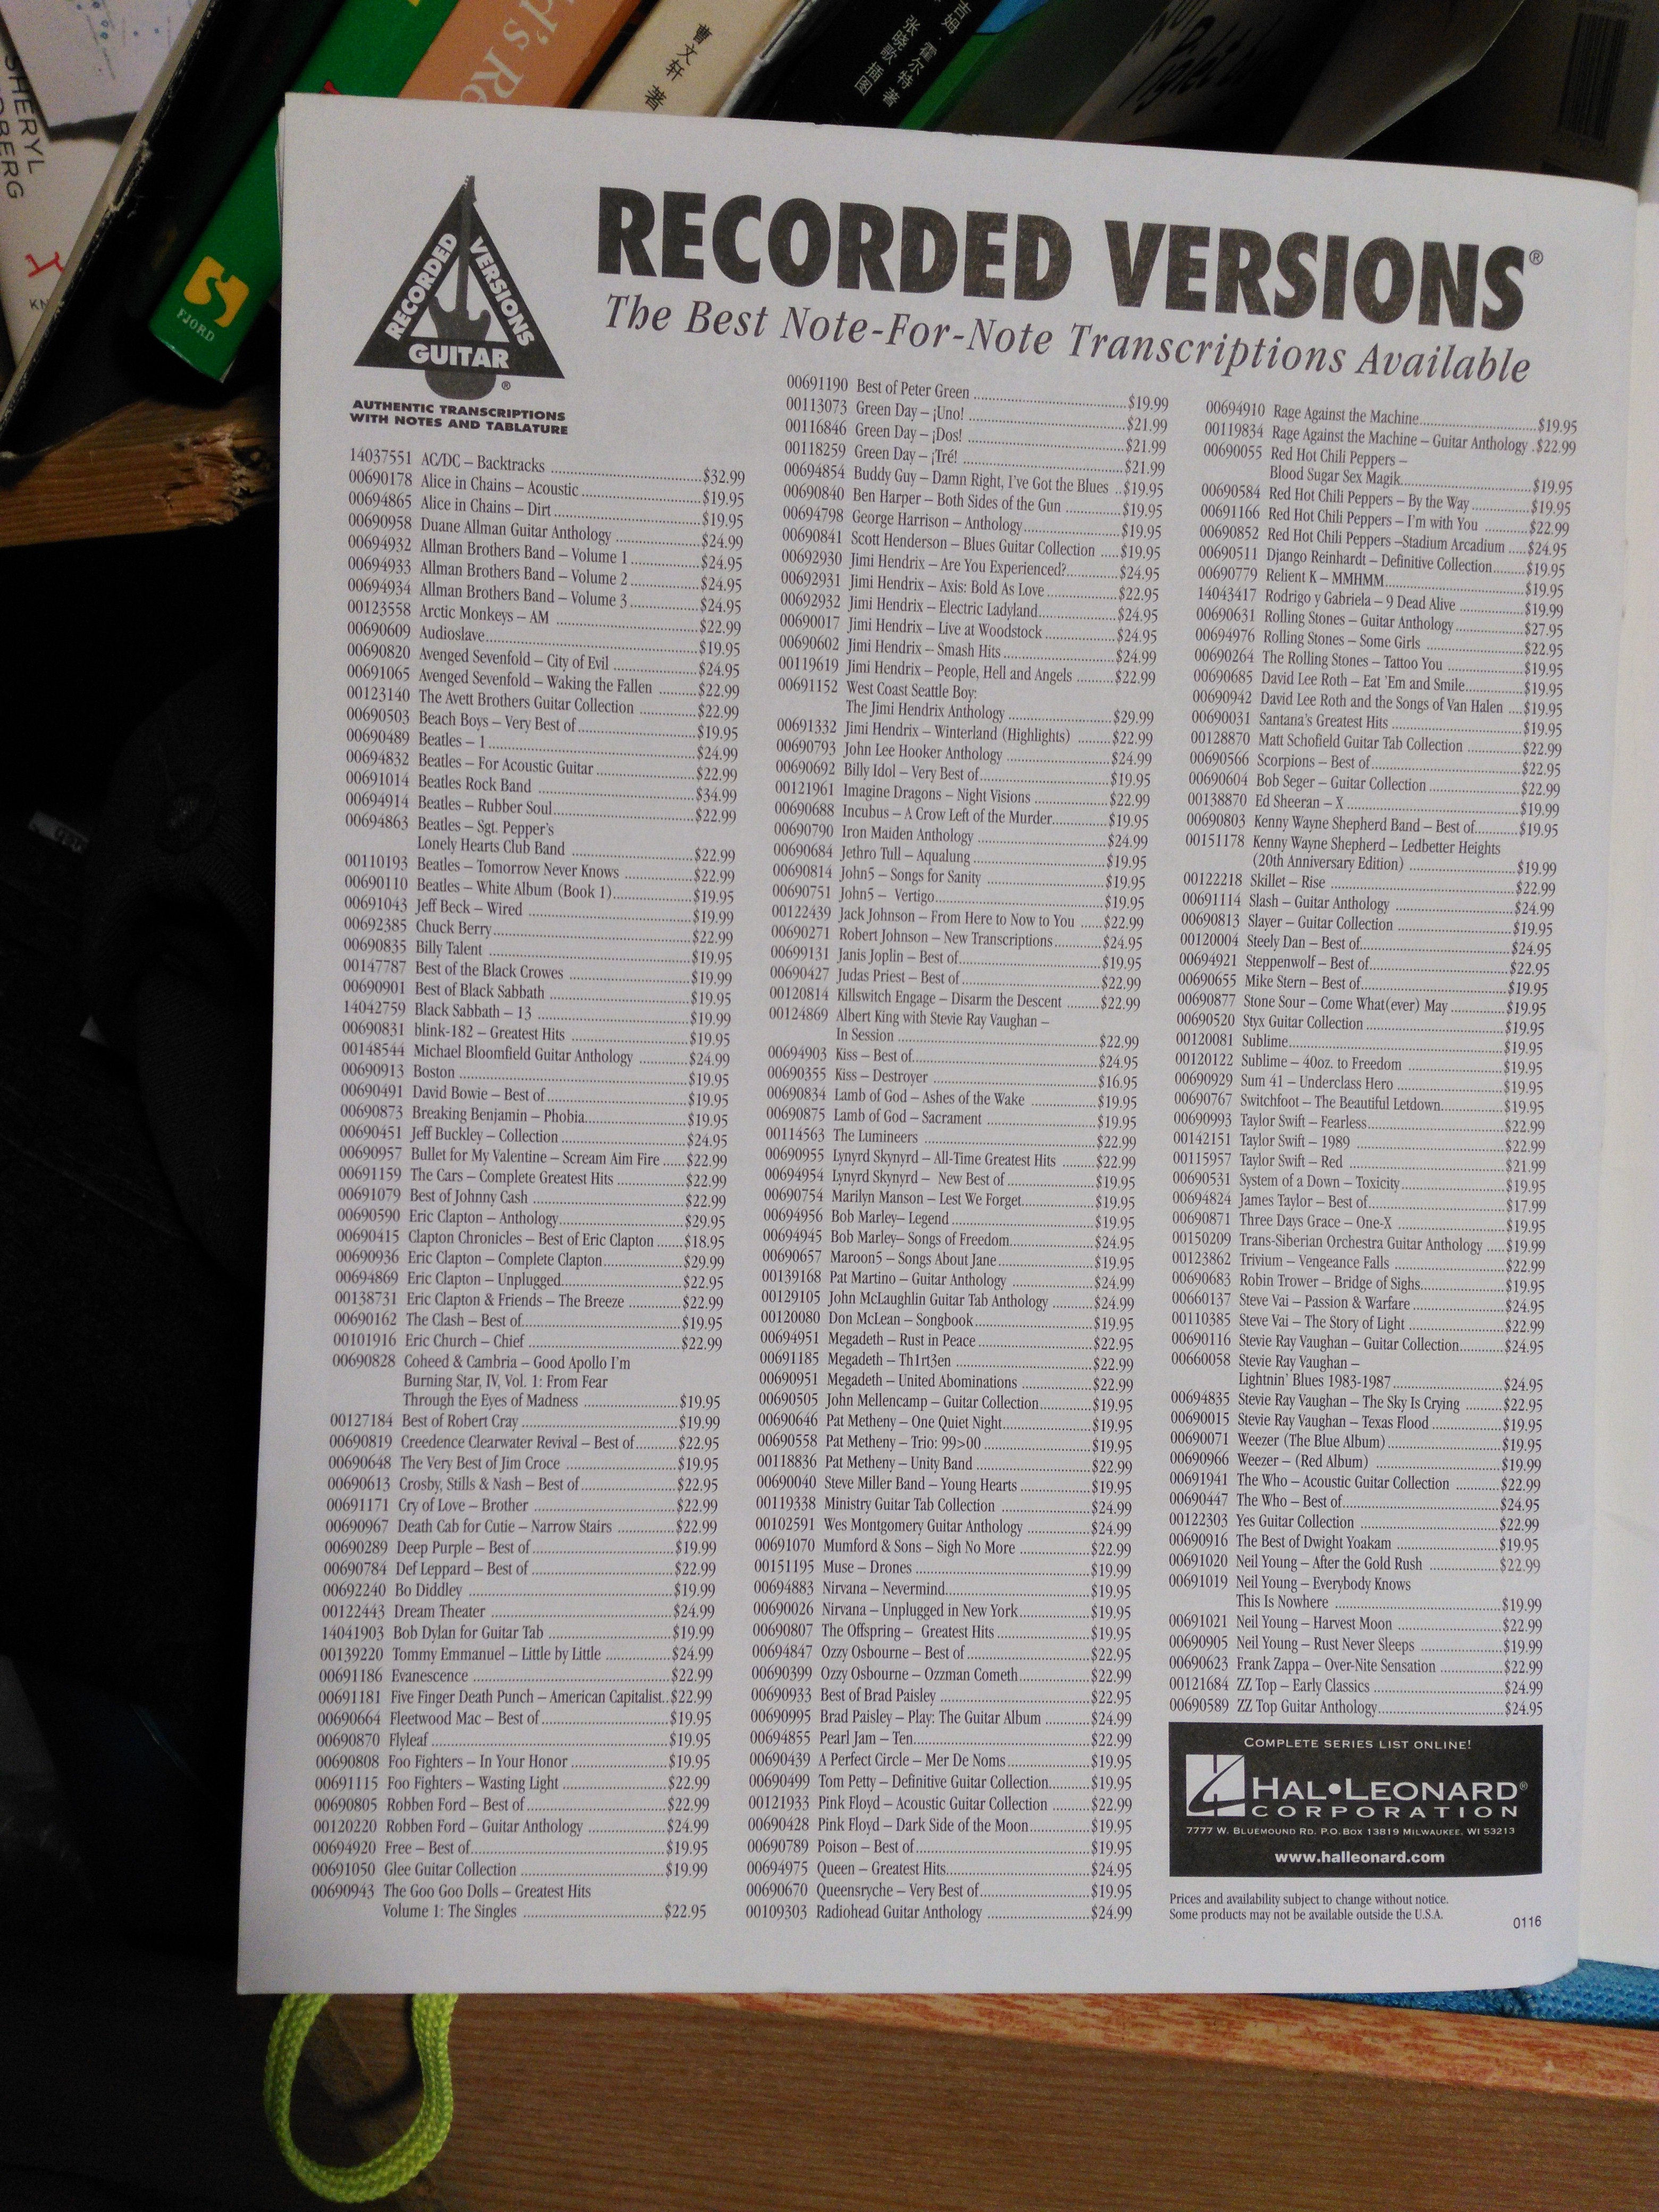 SHERYL
FJORD
d's Re
曹文轩 著
吉姆·霍尔特 著
张晓歌 插图
RECORDED VERSIONS
GUITAR
®
AUTHENTIC TRANSCRIPTIONS
WITH NOTES AND TABLATURE
RECORDED VERSIONS®
The Best Note-For-Note Transcriptions Available
14037551 AC/DC – Backtracks $32.99
00690178 Alice in Chains – Acoustic $19.95
00694865 Alice in Chains – Dirt $19.95
00690958 Duane Allman Guitar Anthology $24.99
00694932 Allman Brothers Band – Volume 1 $24.95
00694933 Allman Brothers Band – Volume 2 $24.95
00694934 Allman Brothers Band – Volume 3 $24.95
00123558 Arctic Monkeys – AM $22.99
00690609 Audioslave $19.95
00690820 Avenged Sevenfold – City of Evil $24.95
00691065 Avenged Sevenfold – Waking the Fallen $22.99
00123140 The Avett Brothers Guitar Collection $22.99
00690503 Beach Boys – Very Best of $19.95
00690489 Beatles – 1 $24.99
00694832 Beatles – For Acoustic Guitar $22.99
00691014 Beatles Rock Band $34.99
00694914 Beatles – Rubber Soul $22.99
00694863 Beatles – Sgt. Pepper's
Lonely Hearts Club Band $22.99
00110193 Beatles – Tomorrow Never Knows $22.99
00690110 Beatles – White Album (Book 1) $19.95
00691043 Jeff Beck – Wired $19.99
00692385 Chuck Berry $22.99
00690835 Billy Talent $19.95
00147787 Best of the Black Crowes $19.99
00690901 Best of Black Sabbath $19.95
14042759 Black Sabbath – 13 $19.99
00690831 blink-182 – Greatest Hits $19.95
00148544 Michael Bloomfield Guitar Anthology $24.99
00690913 Boston $19.95
00690491 David Bowie – Best of $19.95
00690873 Breaking Benjamin – Phobia $19.95
00690451 Jeff Buckley – Collection $24.95
00690957 Bullet for My Valentine – Scream Aim Fire $22.99
00691159 The Cars – Complete Greatest Hits $22.99
00691079 Best of Johnny Cash $22.99
00690590 Eric Clapton – Anthology $29.95
00690415 Clapton Chronicles – Best of Eric Clapton $18.95
00690936 Eric Clapton – Complete Clapton $29.99
00694869 Eric Clapton – Unplugged $22.95
00138731 Eric Clapton & Friends – The Breeze $22.99
00690162 The Clash – Best of $19.95
00101916 Eric Church – Chief $22.99
00690828 Coheed & Cambria – Good Apollo I'm
Burning Star, IV, Vol. 1: From Fear
Through the Eyes of Madness $19.95
00127184 Best of Robert Cray $19.99
00690819 Creedence Clearwater Revival – Best of $22.95
00690648 The Very Best of Jim Croce $19.95
00690613 Crosby, Stills & Nash – Best of $22.95
00691171 Cry of Love – Brother $22.99
00690967 Death Cab for Cutie – Narrow Stairs $22.99
00690289 Deep Purple – Best of $19.99
00690784 Def Leppard – Best of $22.99
00692240 Bo Diddley $19.99
00122443 Dream Theater $24.99
14041903 Bob Dylan for Guitar Tab $19.99
00139220 Tommy Emmanuel – Little by Little $24.99
00691186 Evanescence $22.99
00691181 Five Finger Death Punch – American Capitalist $22.99
00690664 Fleetwood Mac – Best of $19.95
00690870 Flyleaf $19.95
00690808 Foo Fighters – In Your Honor $19.95
00691115 Foo Fighters – Wasting Light $22.99
00690805 Robben Ford – Best of $22.99
00120220 Robben Ford – Guitar Anthology $24.99
00694920 Free – Best of $19.95
00691050 Glee Guitar Collection $19.99
00690943 The Goo Goo Dolls – Greatest Hits
Volume 1: The Singles $22.95
00691190 Best of Peter Green $19.99
00113073 Green Day – ¡Uno! $21.99
00116846 Green Day – ¡Dos! $21.99
00118259 Green Day – ¡Tré! $21.99
00694854 Buddy Guy – Damn Right, I've Got the Blues $19.95
00690840 Ben Harper – Both Sides of the Gun $19.95
00694798 George Harrison – Anthology $19.95
00690841 Scott Henderson – Blues Guitar Collection $19.95
00692930 Jimi Hendrix – Are You Experienced? $24.95
00692931 Jimi Hendrix – Axis: Bold As Love $22.95
00692932 Jimi Hendrix – Electric Ladyland $24.95
00690017 Jimi Hendrix – Live at Woodstock $24.95
00690602 Jimi Hendrix – Smash Hits $24.99
00119619 Jimi Hendrix – People, Hell and Angels $22.99
00691152 West Coast Seattle Boy:
The Jimi Hendrix Anthology $29.99
00691332 Jimi Hendrix – Winterland (Highlights) $22.99
00690793 John Lee Hooker Anthology $24.99
00690692 Billy Idol – Very Best of $19.95
00121961 Imagine Dragons – Night Visions $22.99
00690688 Incubus – A Crow Left of the Murder $19.95
00690790 Iron Maiden Anthology $24.99
00690684 Jethro Tull – Aqualung $19.95
00690814 John5 – Songs for Sanity $19.95
00690751 John5 – Vertigo $19.95
00122439 Jack Johnson – From Here to Now to You $22.99
00690271 Robert Johnson – New Transcriptions $24.95
00699131 Janis Joplin – Best of $19.95
00690427 Judas Priest – Best of $22.99
00120814 Killswitch Engage – Disarm the Descent $22.99
00124869 Albert King with Stevie Ray Vaughan –
In Session $22.99
00694903 Kiss – Best of $24.95
00690355 Kiss – Destroyer $16.95
00690834 Lamb of God – Ashes of the Wake $19.95
00690875 Lamb of God – Sacrament $19.95
00114563 The Lumineers $22.99
00690955 Lynyrd Skynyrd – All-Time Greatest Hits $22.99
00694954 Lynyrd Skynyrd – New Best of $19.95
00690754 Marilyn Manson – Lest We Forget $19.95
00694956 Bob Marley– Legend $19.95
00694945 Bob Marley– Songs of Freedom $24.95
00690657 Maroon5 – Songs About Jane $19.95
00139168 Pat Martino – Guitar Anthology $24.99
00129105 John McLaughlin Guitar Tab Anthology $24.99
00120080 Don McLean – Songbook $19.95
00694951 Megadeth – Rust in Peace $22.95
00691185 Megadeth – Th1rt3en $22.99
00690951 Megadeth – United Abominations $22.99
00690505 John Mellencamp – Guitar Collection $19.95
00690646 Pat Metheny – One Quiet Night $19.95
00690558 Pat Metheny – Trio: 99>00 $19.95
00118836 Pat Metheny – Unity Band $22.99
00690040 Steve Miller Band – Young Hearts $19.95
00119338 Ministry Guitar Tab Collection $24.99
00102591 Wes Montgomery Guitar Anthology $24.99
00691070 Mumford & Sons – Sigh No More $22.99
00151195 Muse – Drones $19.99
00694883 Nirvana – Nevermind $19.95
00690026 Nirvana – Unplugged in New York $19.95
00690807 The Offspring – Greatest Hits $19.95
00694847 Ozzy Osbourne – Best of $22.95
00690399 Ozzy Osbourne – Ozzman Cometh $22.99
00690933 Best of Brad Paisley $22.95
00690995 Brad Paisley – Play: The Guitar Album $24.99
00694855 Pearl Jam – Ten $22.99
00690439 A Perfect Circle – Mer De Noms $19.95
00690499 Tom Petty – Definitive Guitar Collection $19.95
00121933 Pink Floyd – Acoustic Guitar Collection $22.99
00690428 Pink Floyd – Dark Side of the Moon $19.95
00690789 Poison – Best of $19.95
00694975 Queen – Greatest Hits $24.95
00690670 Queensryche – Very Best of $19.95
00109303 Radiohead Guitar Anthology $24.99
00694910 Rage Against the Machine $19.95
00119834 Rage Against the Machine – Guitar Anthology $22.99
00690055 Red Hot Chili Peppers –
Blood Sugar Sex Magik $19.95
00690584 Red Hot Chili Peppers – By the Way $19.95
00691166 Red Hot Chili Peppers – I'm with You $22.99
00690852 Red Hot Chili Peppers –Stadium Arcadium $24.95
00690511 Django Reinhardt – Definitive Collection $19.95
00690779 Relient K – MMHMM $19.95
14043417 Rodrigo y Gabriela – 9 Dead Alive $19.99
00690631 Rolling Stones – Guitar Anthology $27.95
00694976 Rolling Stones – Some Girls $22.95
00690264 The Rolling Stones – Tattoo You $19.95
00690685 David Lee Roth – Eat 'Em and Smile $19.95
00690942 David Lee Roth and the Songs of Van Halen $19.95
00690031 Santana's Greatest Hits $19.95
00128870 Matt Schofield Guitar Tab Collection $22.99
00690566 Scorpions – Best of $22.95
00690604 Bob Seger – Guitar Collection $22.99
00138870 Ed Sheeran – X $19.99
00690803 Kenny Wayne Shepherd Band – Best of $19.95
00151178 Kenny Wayne Shepherd – Ledbetter Heights
(20th Anniversary Edition) $19.99
00122218 Skillet – Rise $22.99
00691114 Slash – Guitar Anthology $24.99
00690813 Slayer – Guitar Collection $19.95
00120004 Steely Dan – Best of $24.95
00694921 Steppenwolf – Best of $22.95
00690655 Mike Stern – Best of $19.95
00690877 Stone Sour – Come What(ever) May $19.95
00690520 Styx Guitar Collection $19.95
00120081 Sublime $19.95
00120122 Sublime – 40oz. to Freedom $19.95
00690929 Sum 41 – Underclass Hero $19.95
00690767 Switchfoot – The Beautiful Letdown $19.95
00690993 Taylor Swift – Fearless $22.99
00142151 Taylor Swift – 1989 $22.99
00115957 Taylor Swift – Red $21.99
00690531 System of a Down – Toxicity $19.95
00694824 James Taylor – Best of $17.99
00690871 Three Days Grace – One-X $19.95
00150209 Trans-Siberian Orchestra Guitar Anthology $19.99
00123862 Trivium – Vengeance Falls $22.99
00690683 Robin Trower – Bridge of Sighs $19.95
00660137 Steve Vai – Passion & Warfare $24.95
00110385 Steve Vai – The Story of Light $22.99
00690116 Stevie Ray Vaughan – Guitar Collection $24.95
00660058 Stevie Ray Vaughan –
Lightnin' Blues 1983-1987 $24.95
00694835 Stevie Ray Vaughan – The Sky Is Crying $22.95
00690015 Stevie Ray Vaughan – Texas Flood $19.95
00690071 Weezer (The Blue Album) $19.95
00690966 Weezer – (Red Album) $19.99
00691941 The Who – Acoustic Guitar Collection $22.99
00690447 The Who – Best of $24.95
00122303 Yes Guitar Collection $22.99
00690916 The Best of Dwight Yoakam $19.95
00691020 Neil Young – After the Gold Rush $22.99
00691019 Neil Young – Everybody Knows
This Is Nowhere $19.99
00691021 Neil Young – Harvest Moon $22.99
00690905 Neil Young – Rust Never Sleeps $19.99
00690623 Frank Zappa – Over-Nite Sensation $22.99
00121684 ZZ Top – Early Classics $24.99
00690589 ZZ Top Guitar Anthology $24.95
COMPLETE SERIES LIST ONLINE!
HAL•LEONARD®
CORPORATION
7777 W. BLUEMOUND RD. P.O. BOX 13819 MILWAUKEE, WI 53213
www.halleonard.com
Prices and availability subject to change without notice.
Some products may not be available outside the U.S.A.
0116